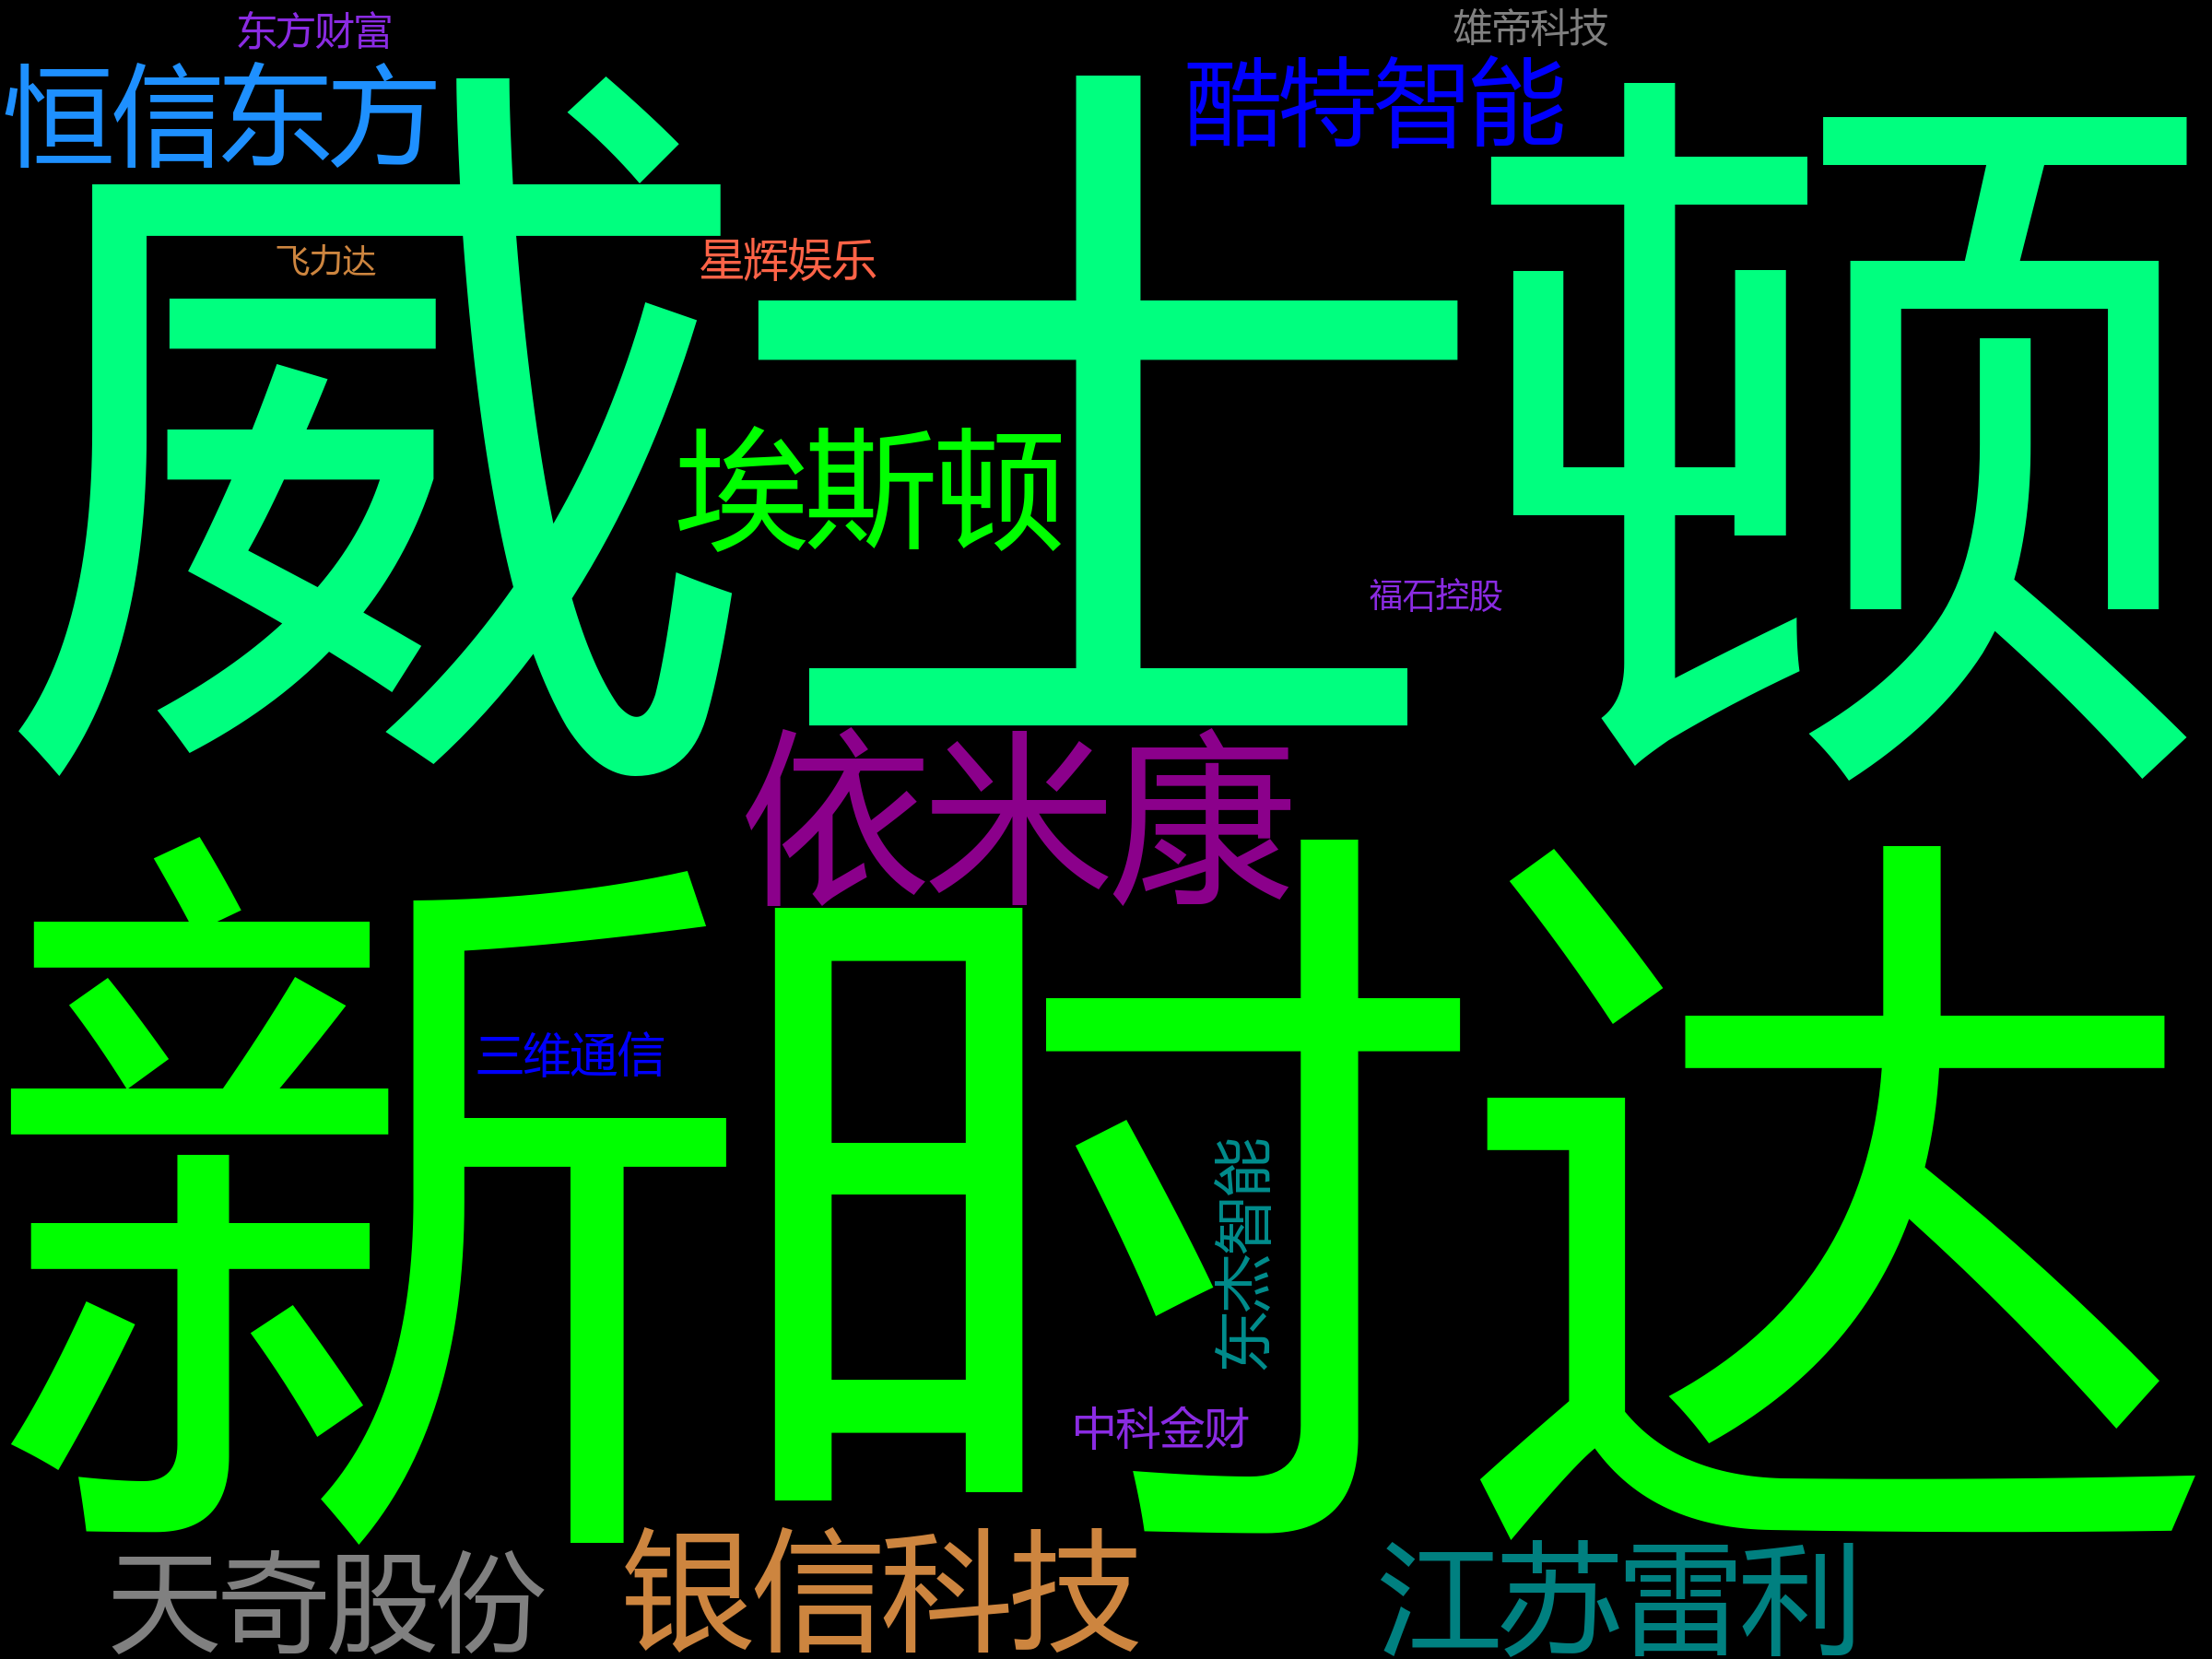 东方财富
雄帝科技
恒信东方
酷特智能
威士顿
飞力达
星辉娱乐
埃斯顿
福石控股
依米康
新时达
三维通信
东杰智能
中科金财
天奇股份
银信科技
江苏雷利